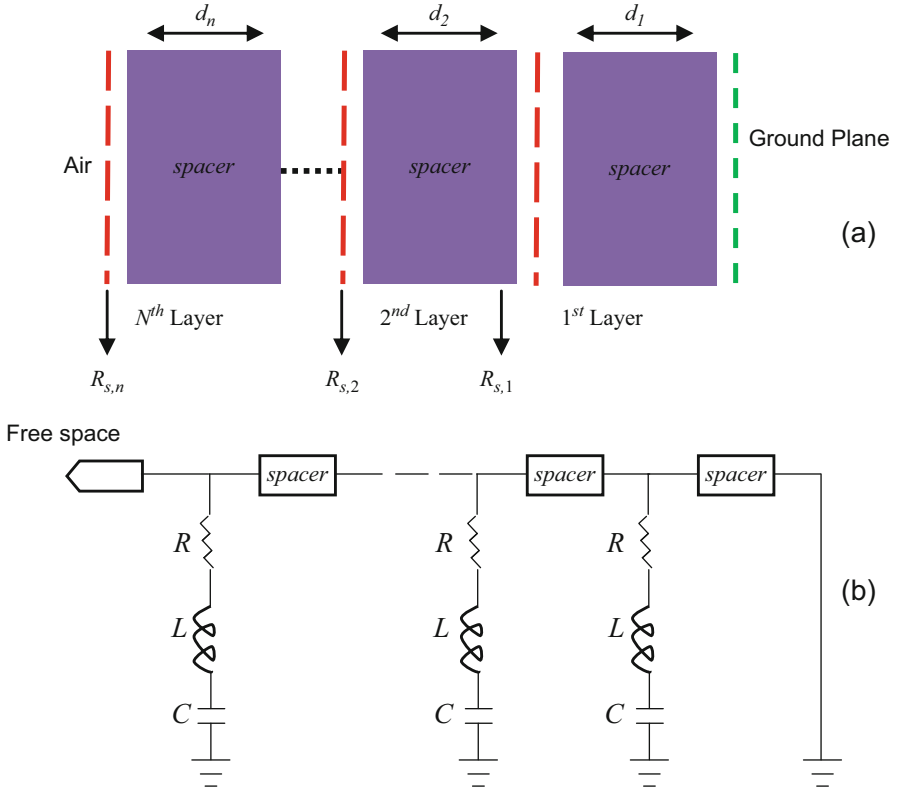 dn d2 d1
Air spacer spacer spacer Ground Plane
(a)
Nth Layer 2nd Layer 1st Layer
Rs,n Rs,2 Rs,1
Free space
spacer spacer spacer
R R R
(b)
L L L
C C C